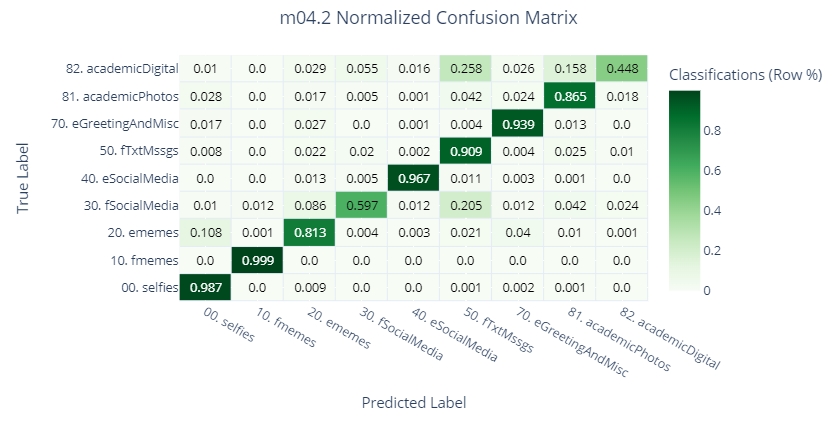 m04.2 Normalized Confusion Matrix
Classifications (Row %)
82. academicDigital 0.01 0.0 0.029 0.055 0.016 0.258 0.026 0.158 0.448
81. academicPhotos 0.028 0.0 0.017 0.005 0.001 0.042 0.024 0.865 0.018
70. eGreetingAndMisc 0.017 0.0 0.027 0.0 0.001 0.004 0.939 0.013 0.0
50. fTxtMssgs 0.008 0.0 0.022 0.02 0.002 0.909 0.004 0.025 0.01
40. eSocialMedia 0.0 0.0 0.013 0.005 0.967 0.011 0.003 0.001 0.0
30. fSocialMedia 0.01 0.012 0.086 0.597 0.012 0.205 0.012 0.042 0.024
20. ememes 0.108 0.001 0.813 0.004 0.003 0.021 0.04 0.01 0.001
10. fmemes 0.0 0.999 0.0 0.0 0.0 0.0 0.0 0.0 0.0
00. selfies 0.987 0.0 0.009 0.0 0.0 0.001 0.002 0.001 0.0
True Label
0.8
0.6
0.4
0.2
0
00. selfies
10. fmemes
20. ememes
30. fSocialMedia
40. eSocialMedia
50. fTxtMssgs
70. eGreetingAndMisc
81. academicPhotos
82. academicDigital
Predicted Label